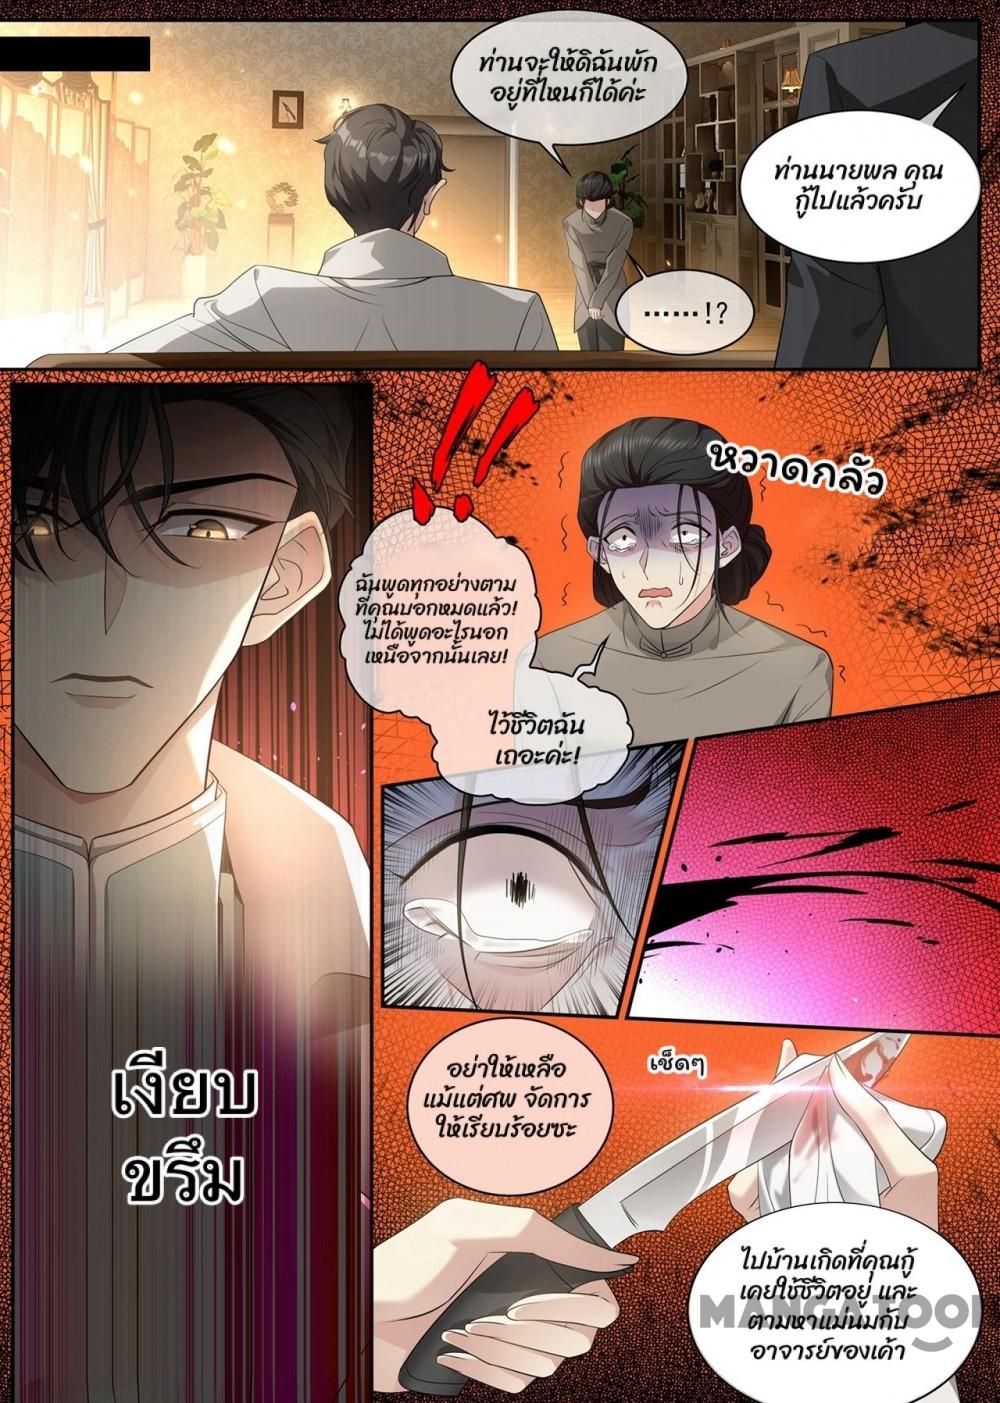 ท่านจะให้ดิฉันพัก
อยู่ที่ไหนก็ได้ค่ะ
ท่านนายพล คุณ
กู้ไปแล้วครับ
......!?
!!
หวาดกลัว
ฉันพูดทุกอย่างตาม
ที่คุณบอกหมดแล้ว!
ไม่ได้พูดอะไรนอก
เหนือจากนั้นเลย!
ไว้ชีวิตฉัน
เถอะค่ะ!
เงียบ
ขรึม
อย่าให้เหลือ
แม้แต่ศพ จัดการ
ให้เรียบร้อยซะ
เช็ดๆ
ไปบ้านเกิดที่คุณกู้
เคยใช้ชีวิตอยู่ และ
ตามหาแม่นมกับ
อาจารย์ของเค้า
MANGATOON